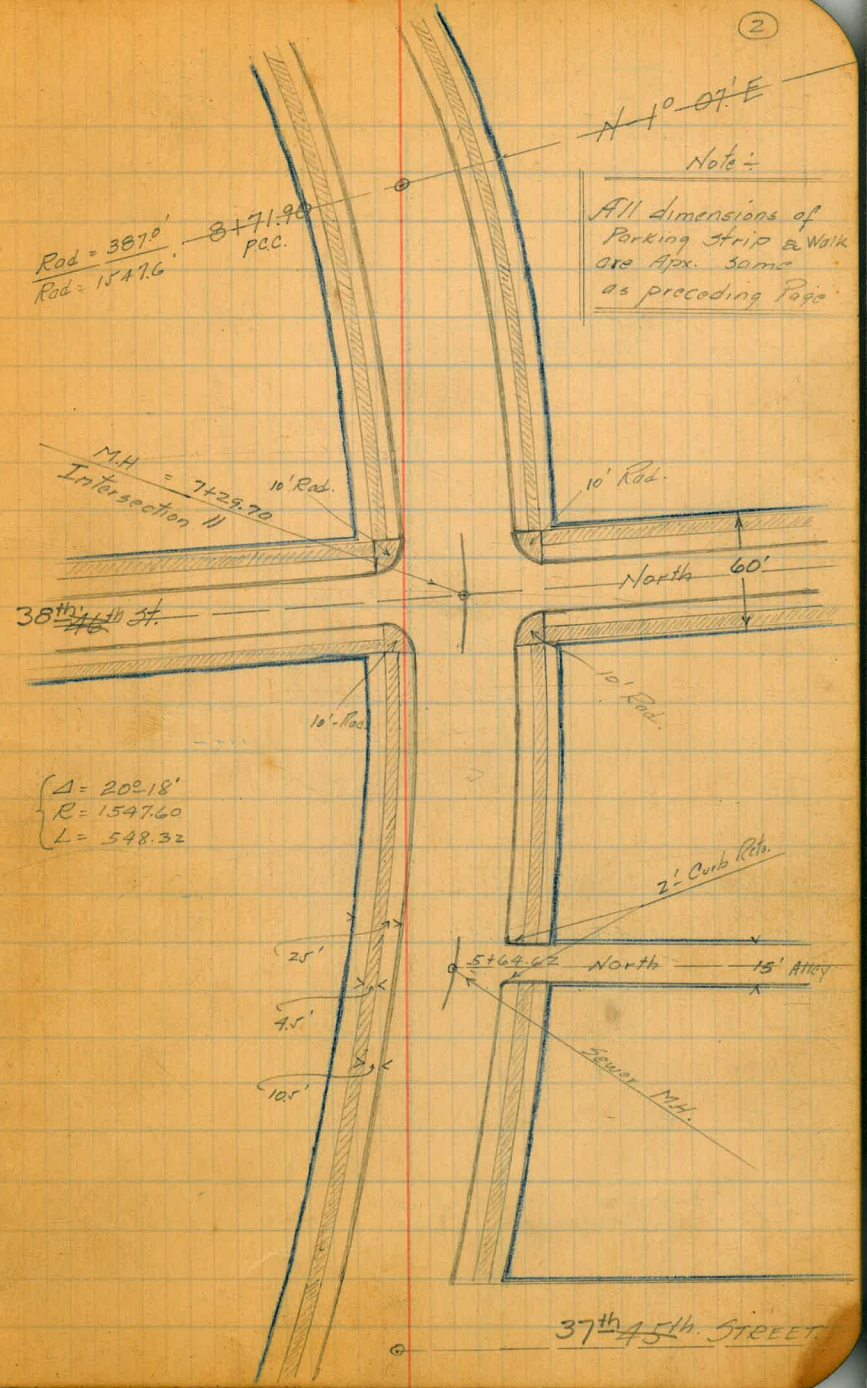 2
N-1° 07' E
Note:-
All dimensions of
Parking Strip & Walk
are Apx. same
as preceding Page
Rad = 387.0'
Rad = 1547.6'
8+71.90
P.C.C.
M.H = 7+29.70
Intersection 11
10' Rad.
10' Rad.
North
60'
38th 46th St.
10'-Rad.
10' Rad.
Δ = 20°-18'
R = 1547.60
L = 548.32
2' Curb Rets.
25'
5+64.62
North
15' Alley
4.5'
Sewer M.H.
10.5'
37th 45th STREET.